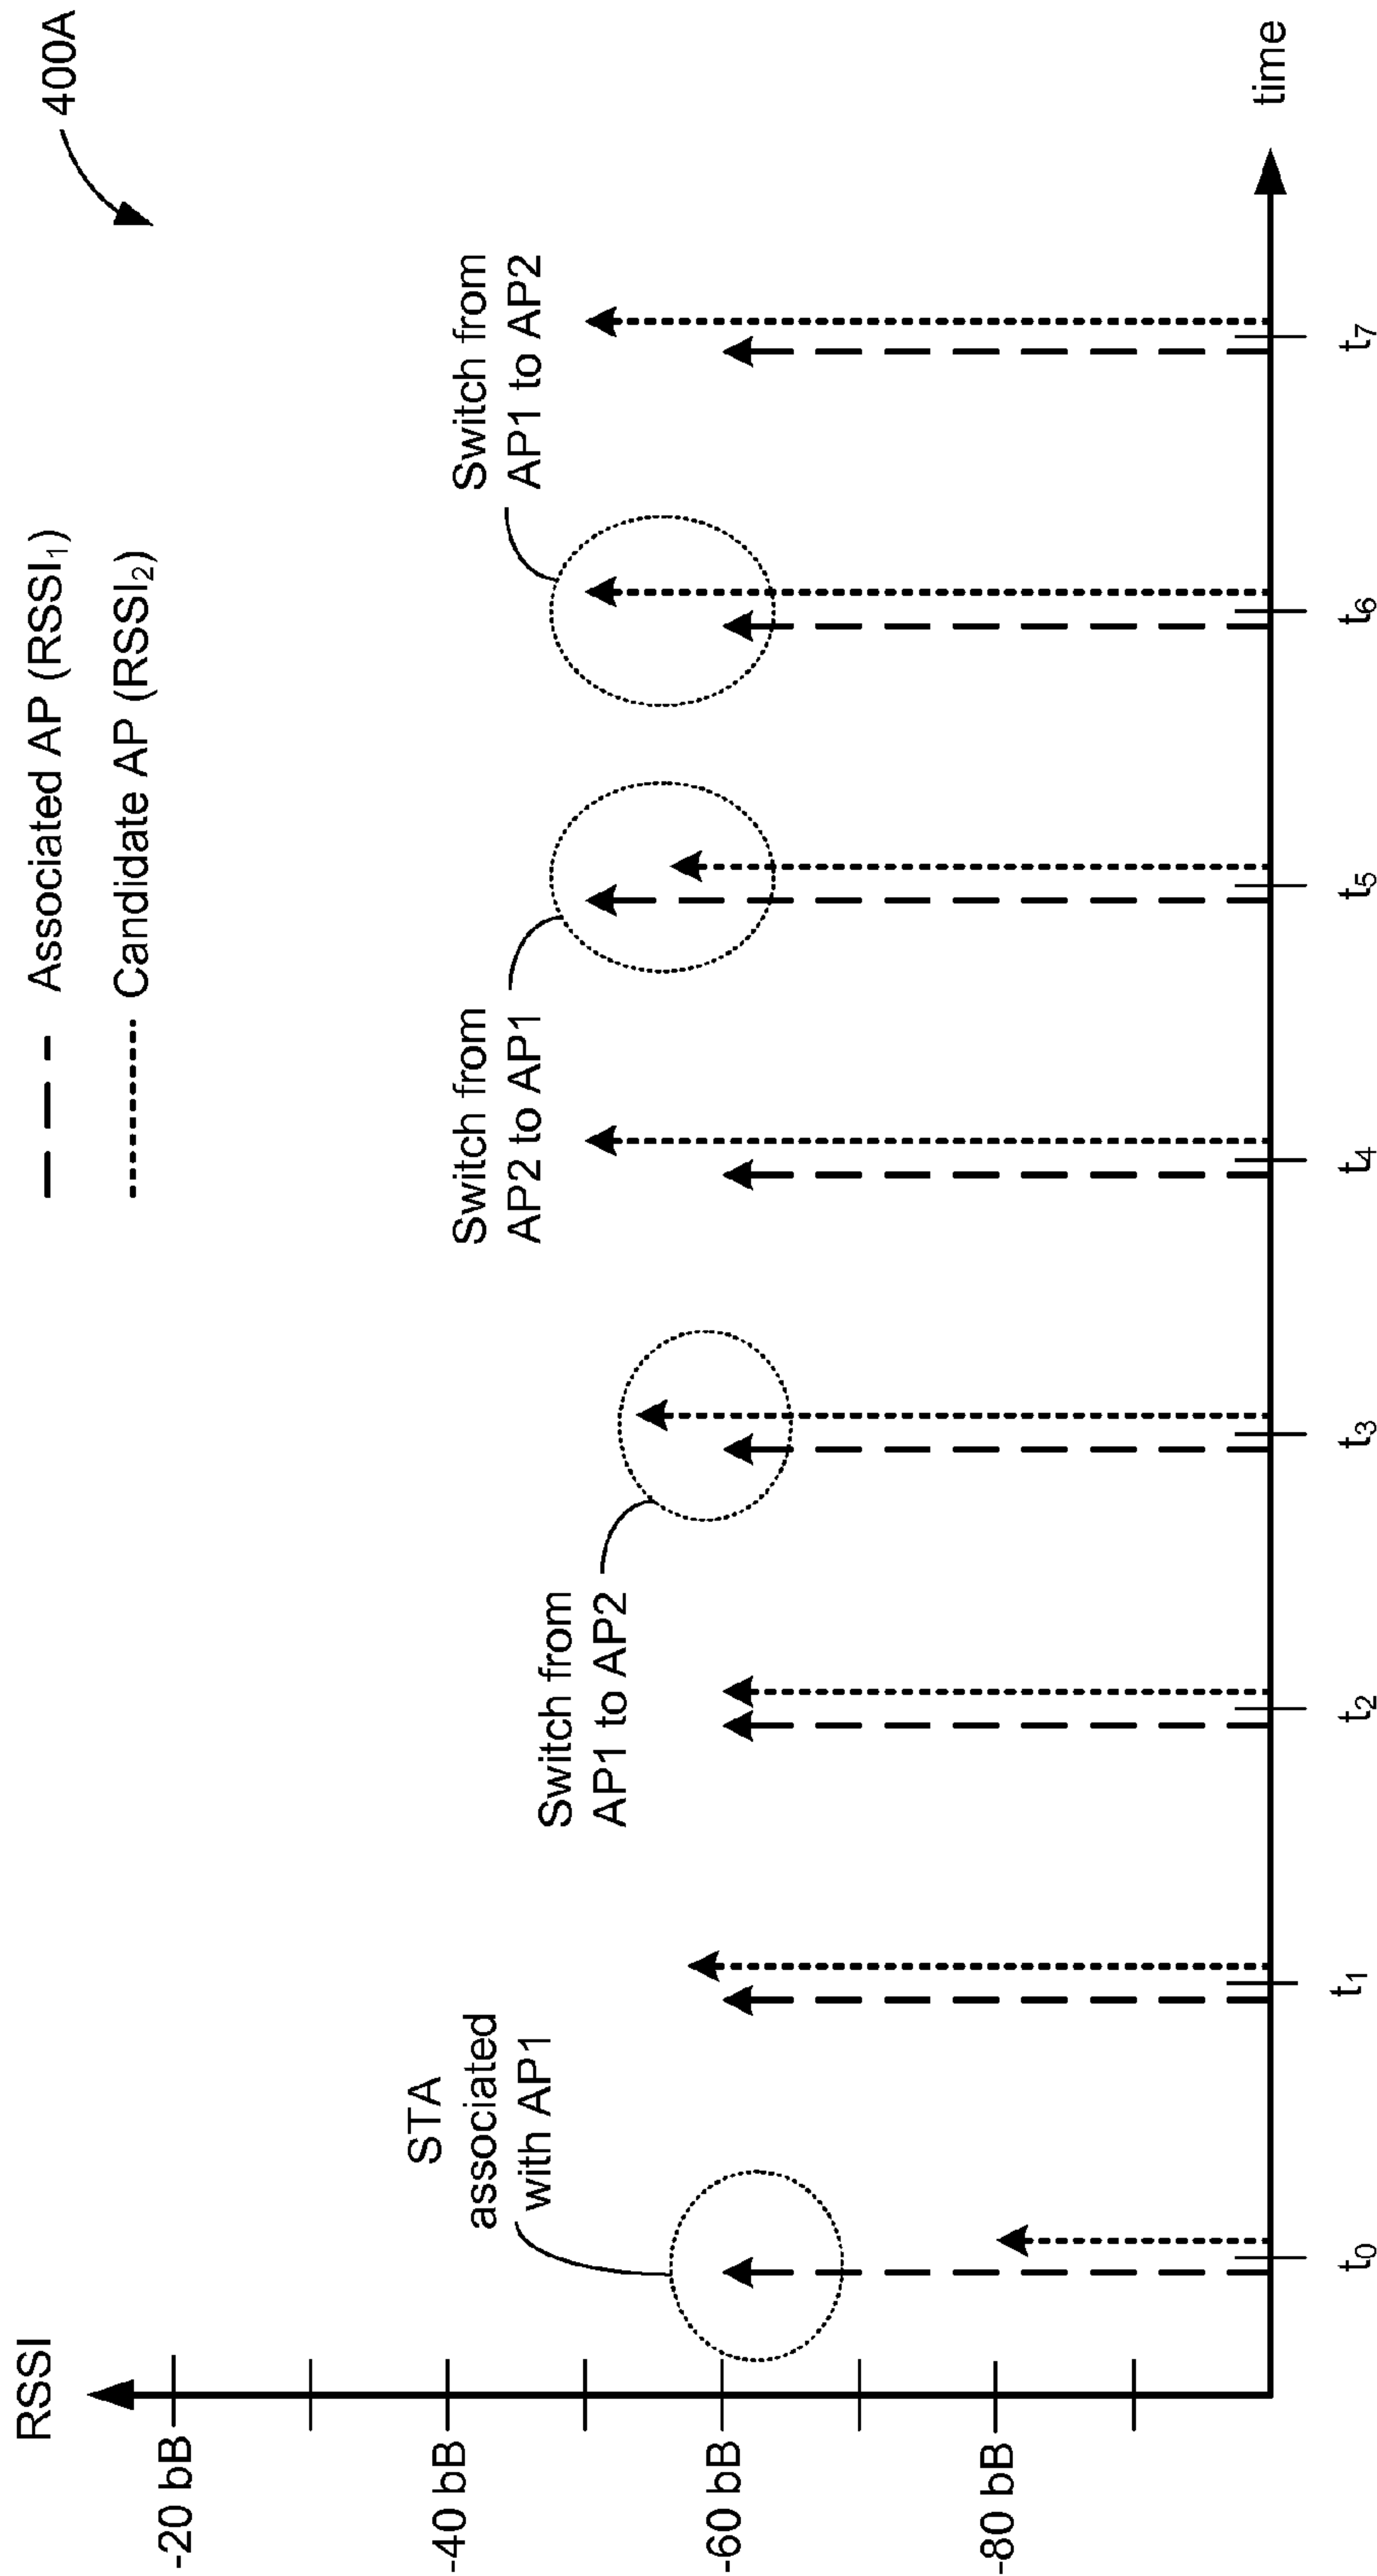 400A
Associated AP (RSSI₁)
Candidate AP (RSSI₂)
RSSI
-20 bB
-40 bB
-60 bB
-80 bB
STA
associated
with AP1
Switch from
AP1 to AP2
Switch from
AP2 to AP1
Switch from
AP1 to AP2
t₀
t₁
t₂
t₃
t₄
t₅
t₆
t₇
time